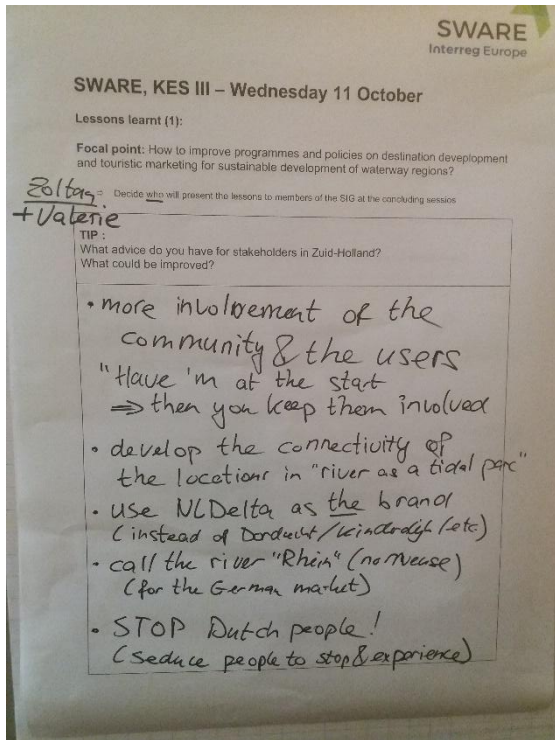 SWARE
Interreg Europe
SWARE, KES III – Wednesday 11 October
Lessons learnt (1):
Focal point: How to improve programmes and policies on destination deveploplment
and touristic marketing for sustainable development of waterway regions?
Zoltan = Decide who will present the lessons to members of the SIG at the concluding sessios
+ Valerie
TIP :
What advice do you have for stakeholders in Zuid-Holland?
What could be improved?
• more involvement of the
community & the users
"Have 'm at the start
⇒ then you keep them involved
• develop the connectivity of
the locations in "river as a tidal parc"
• use NLDelta as the brand
(instead of Dordrecht/Kinderdijk/etc)
• call the river "Rhein" (no Meuse)
(for the German market)
• STOP Dutch people!
(seduce people to stop & experience)